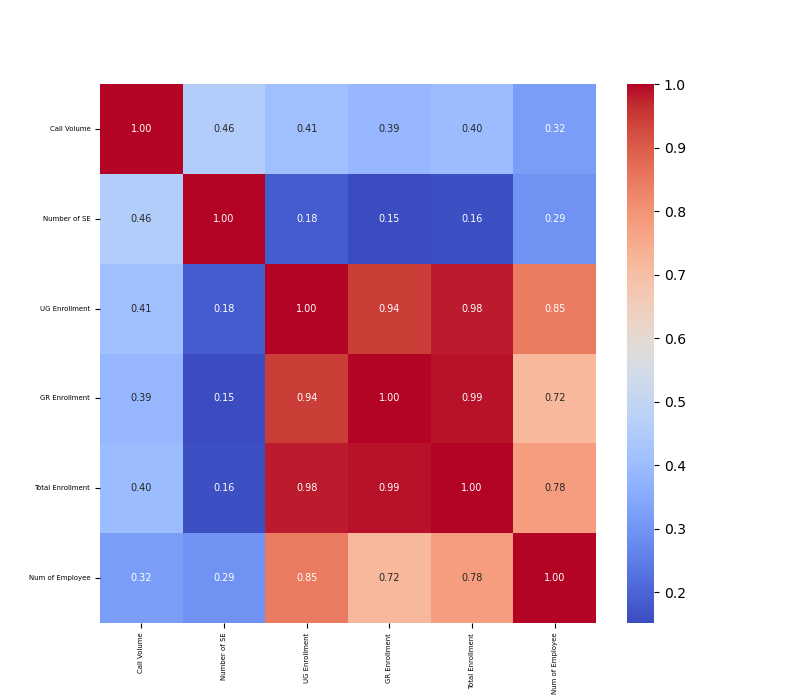 Call Volume 1.00 0.46 0.41 0.39 0.40 0.32
Number of SE 0.46 1.00 0.18 0.15 0.16 0.29
UG Enrollment 0.41 0.18 1.00 0.94 0.98 0.85
GR Enrollment 0.39 0.15 0.94 1.00 0.99 0.72
Total Enrollment 0.40 0.16 0.98 0.99 1.00 0.78
Num of Employee 0.32 0.29 0.85 0.72 0.78 1.00
Call Volume
Number of SE
UG Enrollment
GR Enrollment
Total Enrollment
Num of Employee
1.0
0.9
0.8
0.7
0.6
0.5
0.4
0.3
0.2